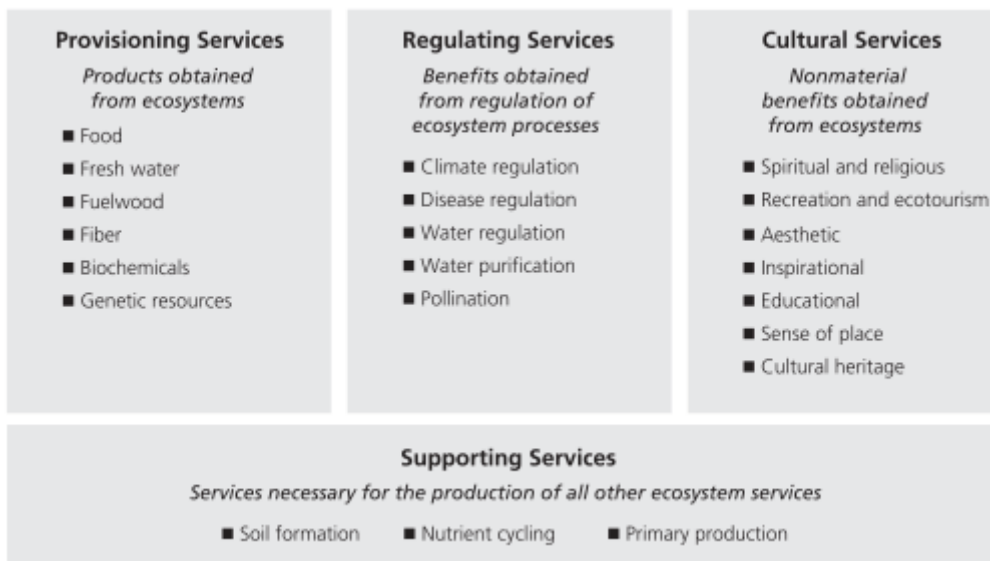 Provisioning Services
Products obtained
from ecosystems
■ Food
■ Fresh water
■ Fuelwood
■ Fiber
■ Biochemicals
■ Genetic resources
Regulating Services
Benefits obtained
from regulation of
ecosystem processes
■ Climate regulation
■ Disease regulation
■ Water regulation
■ Water purification
■ Pollination
Cultural Services
Nonmaterial
benefits obtained
from ecosystems
■ Spiritual and religious
■ Recreation and ecotourism
■ Aesthetic
■ Inspirational
■ Educational
■ Sense of place
■ Cultural heritage
Supporting Services
Services necessary for the production of all other ecosystem services
■ Soil formation ■ Nutrient cycling ■ Primary production